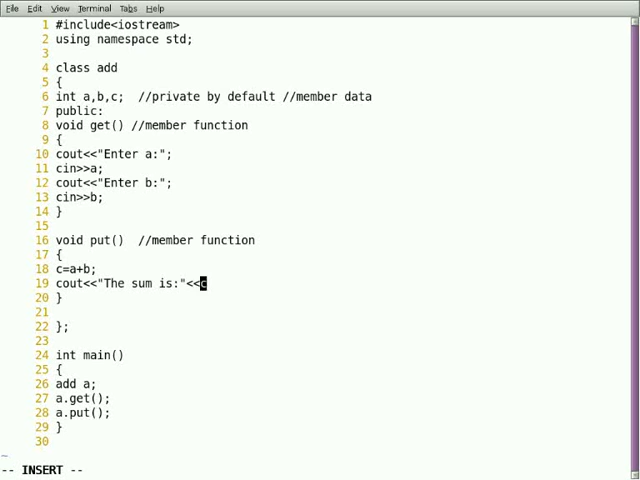 File Edit View Terminal Tabs Help
1 #include<iostream>
2 using namespace std;
3
4 class add
5 {
6 int a,b,c;  //private by default //member data
7 public:
8 void get() //member function
9 {
10 cout<<"Enter a:";
11 cin>>a;
12 cout<<"Enter b:";
13 cin>>b;
14 }
15
16 void put()  //member function
17 {
18 c=a+b;
19 cout<<"The sum is:"<<c
20 }
21
22 };
23
24 int main()
25 {
26 add a;
27 a.get();
28 a.put();
29 }
30
~
-- INSERT --